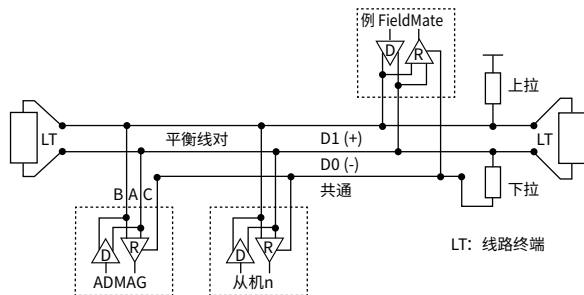 例 FieldMate
D
R
上拉
LT
平衡线对
D1 (+)
LT
D0 (-)
B A C
共通
下拉
D
R
D
R
LT：线路终端
ADMAG
从机n